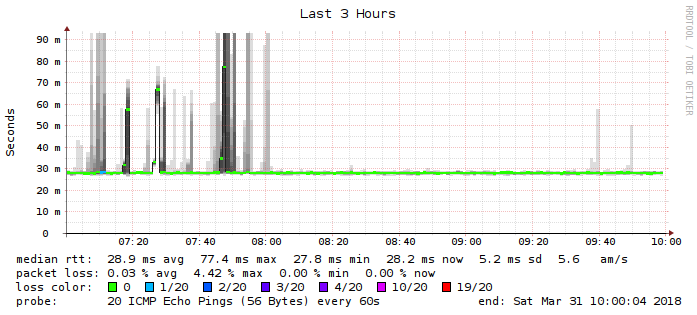 Last 3 Hours
RRDTOOL / TOBI OETIKER
Seconds
90 m
80 m
70 m
60 m
50 m
40 m
30 m
20 m
10 m
0
07:20 07:40 08:00 08:20 08:40 09:00 09:20 09:40 10:00
median rtt: 28.9 ms avg 77.4 ms max 27.8 ms min 28.2 ms now 5.2 ms sd 5.6 am/s
packet loss: 0.03 % avg 4.42 % max 0.00 % min 0.00 % now
loss color: 0 1/20 2/20 3/20 4/20 10/20 19/20
probe: 20 ICMP Echo Pings (56 Bytes) every 60s end: Sat Mar 31 10:00:04 2018